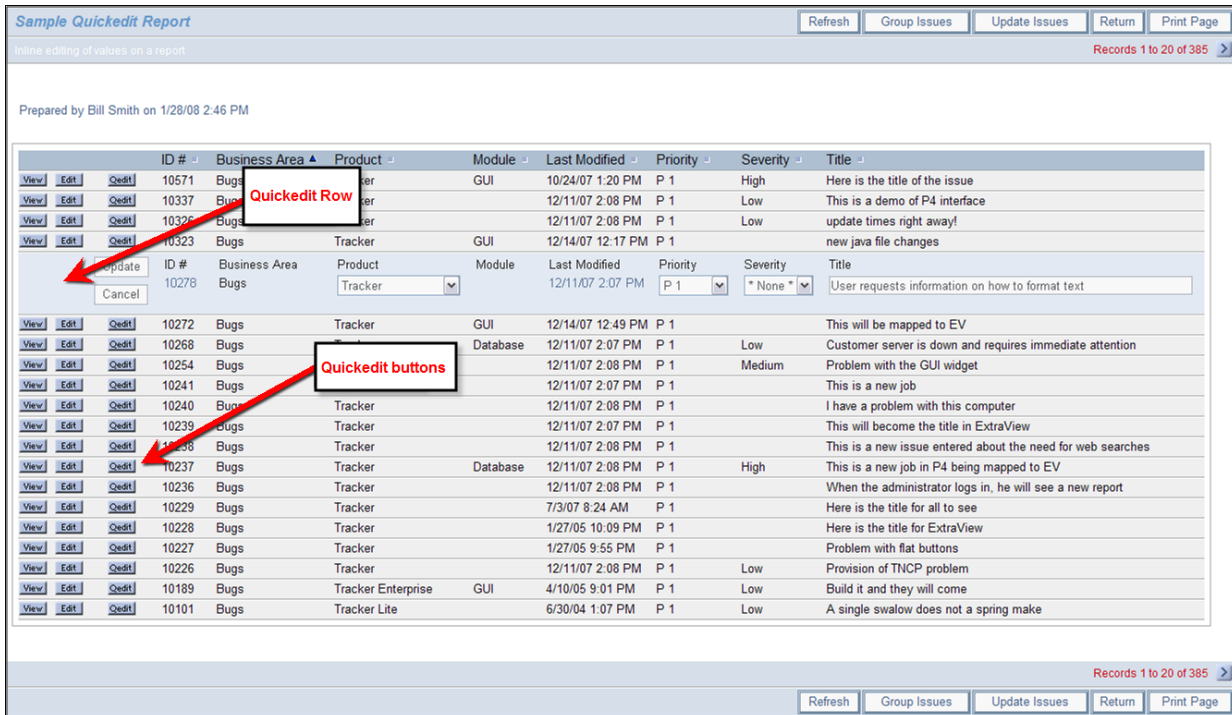 Sample Quickedit Report Refresh Group Issues Update Issues Return Print Page
Inline editing of values on a report Records 1 to 20 of 385 >
Prepared by Bill Smith on 1/28/08 2:46 PM
ID # Business Area Product Module Last Modified Priority Severity Title
View Edit Qedit 10571 Bugs GUI 10/24/07 1:20 PM P 1 High Here is the title of the issue
Quickedit Row
View Edit Qedit 10337 Bugs 12/11/07 2:08 PM P 1 Low This is a demo of P4 interface
View Edit Qedit 10326 Bugs 12/11/07 2:08 PM P 1 Low update times right away!
View Edit Qedit 10323 Bugs Tracker GUI 12/14/07 12:17 PM P 1 new java file changes
Update ID # Business Area Product Module Last Modified Priority Severity Title
10278 Bugs Tracker 12/11/07 2:07 PM P 1 * None * User requests information on how to format text
Cancel
View Edit Qedit 10272 Bugs Tracker GUI 12/14/07 12:49 PM P 1 This will be mapped to EV
View Edit Qedit 10268 Bugs Database 12/11/07 2:07 PM P 1 Low Customer server is down and requires immediate attention
Quickedit buttons
View Edit Qedit 10254 Bugs 12/11/07 2:08 PM P 1 Medium Problem with the GUI widget
View Edit Qedit 10241 Bugs 12/11/07 2:07 PM P 1 This is a new job
View Edit Qedit 10240 Bugs Tracker 12/11/07 2:08 PM P 1 I have a problem with this computer
View Edit Qedit 10239 Bugs Tracker 12/11/07 2:07 PM P 1 This will become the title in ExtraView
View Edit Qedit 10238 Bugs Tracker 12/11/07 2:08 PM P 1 This is a new issue entered about the need for web searches
View Edit Qedit 10237 Bugs Tracker Database 12/11/07 2:08 PM P 1 High This is a new job in P4 being mapped to EV
View Edit Qedit 10236 Bugs Tracker 12/11/07 2:08 PM P 1 When the administrator logs in, he will see a new report
View Edit Qedit 10229 Bugs Tracker 7/3/07 8:24 AM P 1 Here is the title for all to see
View Edit Qedit 10228 Bugs Tracker 1/27/05 10:09 PM P 1 Here is the title for ExtraView
View Edit Qedit 10227 Bugs Tracker 1/27/05 9:55 PM P 1 Problem with flat buttons
View Edit Qedit 10226 Bugs Tracker 12/11/07 2:08 PM P 1 Low Provision of TNCP problem
View Edit Qedit 10189 Bugs Tracker Enterprise GUI 4/10/05 9:01 PM P 1 Low Build it and they will come
View Edit Qedit 10101 Bugs Tracker Lite 6/30/04 1:07 PM P 1 Low A single swalow does not a spring make
Records 1 to 20 of 385 >
Refresh Group Issues Update Issues Return Print Page